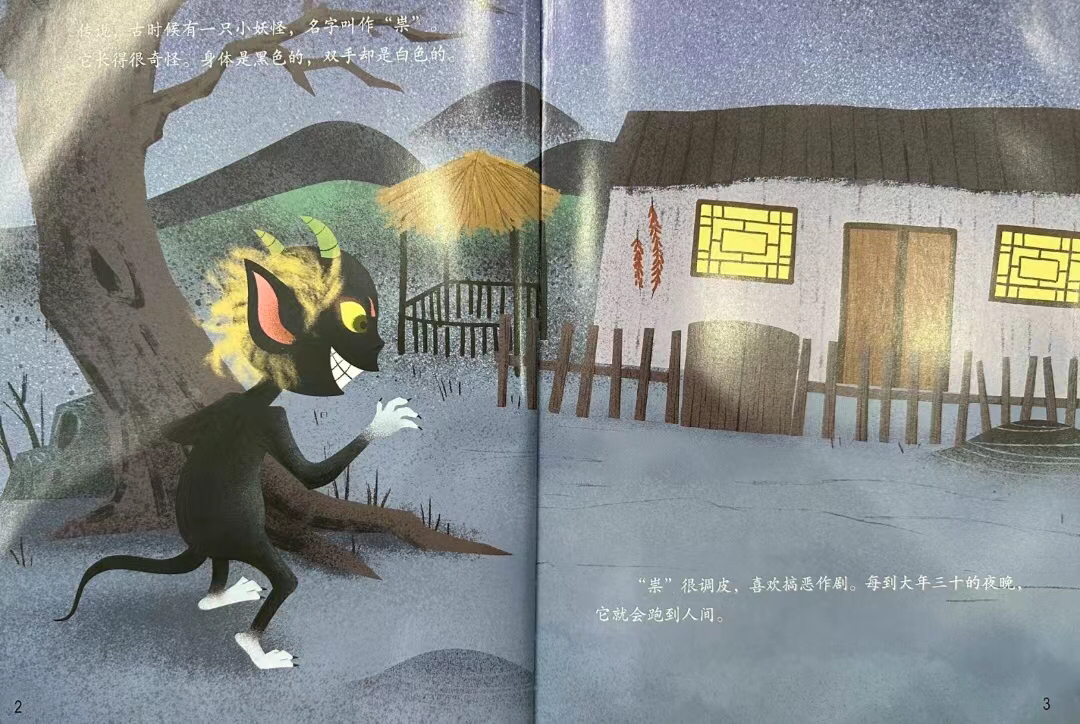 传 古时候有一只小妖怪，名字叫作“祟”
它长得很奇怪。身体是黑色的，双手却是白色的。
“祟”很调皮，喜欢搞恶作剧。每到大年三十的夜晚，
它就会跑到人间。
2
3